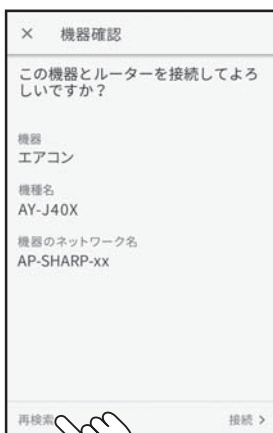 × 機器確認
この機器とルーターを接続してよろ
しいですか？
機器
エアコン
機種名
AY-J40X
機器のネットワーク名
AP-SHARP-xx
再検索
接続 >